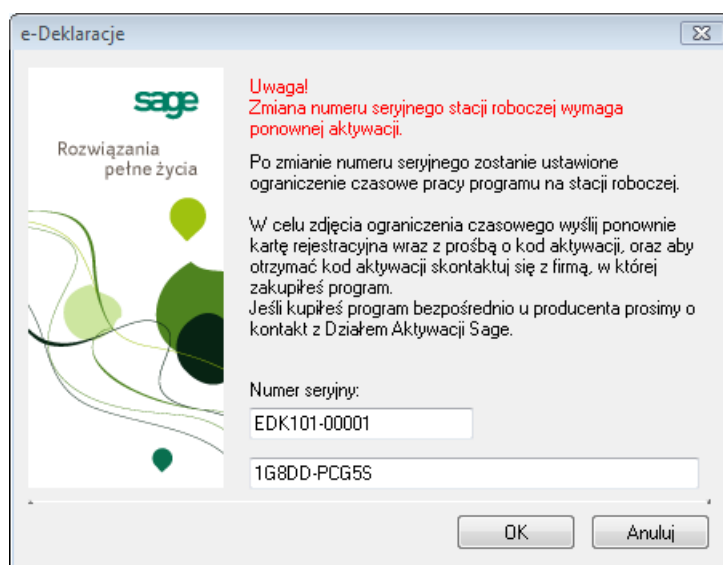 e-Deklaracje
sage
Rozwiązania
pełne życia
Uwaga!
Zmiana numeru seryjnego stacji roboczej wymaga
ponownej aktywacji.
Po zmianie numeru seryjnego zostanie ustawione
ograniczenie czasowe pracy programu na stacji roboczej.
W celu zdjęcia ograniczenia czasowego wyślij ponownie
kartę rejestracyjna wraz z prośbą o kod aktywacji, oraz aby
otrzymać kod aktywacji skontaktuj się z firmą, w której
zakupiłeś program.
Jeśli kupiłeś program bezpośrednio u producenta prosimy o
kontakt z Działem Aktywacji Sage.
Numer seryjny:
EDK101-00001
1G8DD-PCG5S
OK
Anuluj